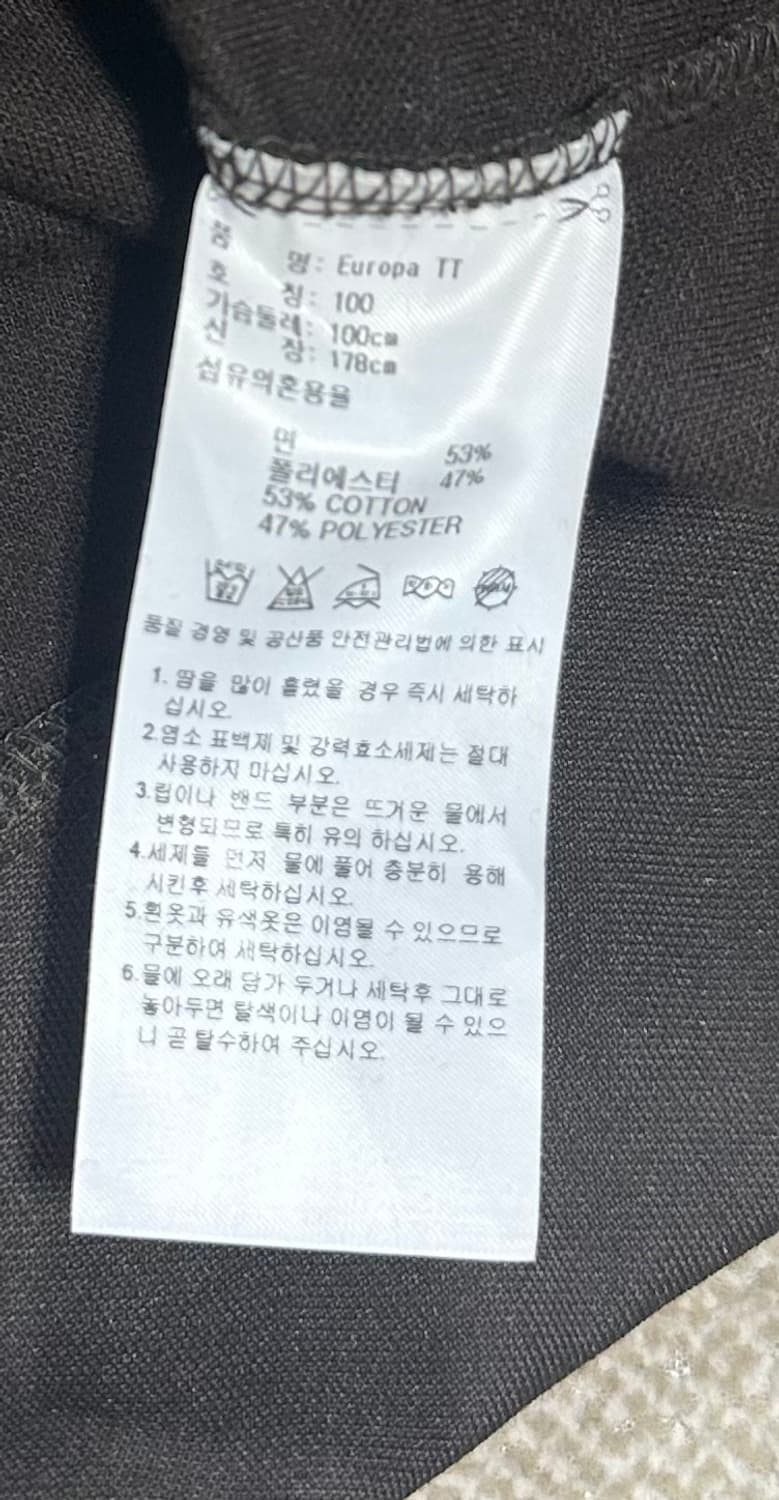 품 명: Europa TT
호 칭: 100
가슴둘레: 100cm
신 장: 178cm
섬유의혼용율
면 53%
폴리에스터 47%
53% COTTON
47% POLYESTER
품질 경영 및 공산품 안전관리법에 의한 표시
1. 땀을 많이 흘렸을 경우 즉시 세탁하
십시오.
2.염소 표백제 및 강력효소세제는 절대
사용하지 마십시오.
3.립이나 밴드 부분은 뜨거운 물에서
변형되므로 특히 유의 하십시오.
4.세제를 먼저 물에 풀어 충분히 용해
시킨후 세탁하십시오.
5.흰옷과 유색옷은 이염될 수 있으므로
구분하여 세탁하십시오.
6.물에 오래 담가 두거나 세탁후 그대로
놓아두면 탈색이나 이염이 될 수 있으
니 곧 탈수하여 주십시오.